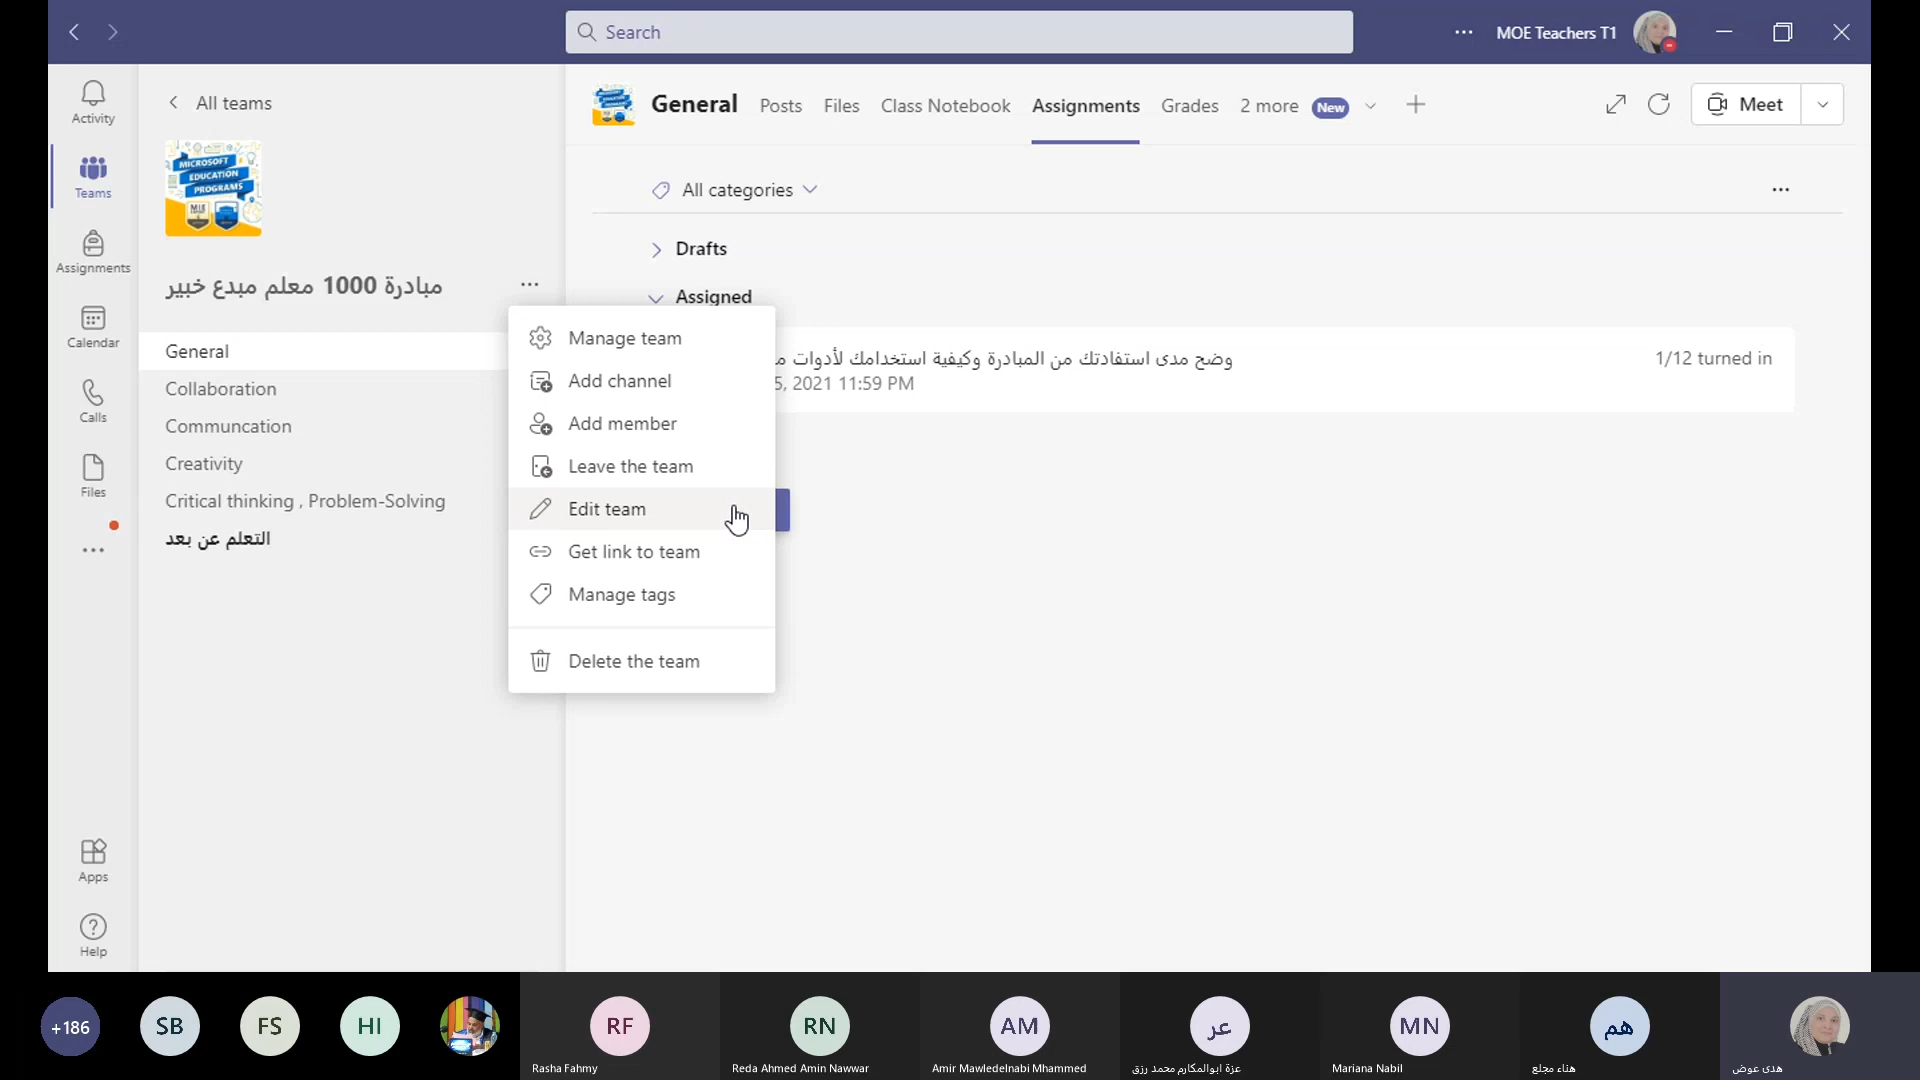 Search
MOE Teachers T1
Activity
Teams
Assignments
Calendar
Calls
Files
Apps
Help
All teams
MICROSOFT
EDUCATION
PROGRAMS
مبادرة 1000 معلم مبدع خبير
General
Collaboration
Communcation
Creativity
Critical thinking , Problem-Solving
التعلم عن بعد
General
Posts
Files
Class Notebook
Assignments
Grades
2 more
New
Meet
All categories
Drafts
Assigned
وضح مدى استفادتك من المبادرة وكيفية استخدامك لأدوات
5, 2021 11:59 PM
1/12 turned in
Manage team
Add channel
Add member
Leave the team
Edit team
Get link to team
Manage tags
Delete the team
+186
SB
FS
HI
RF
Rasha Fahmy
RN
Reda Ahmed Amin Nawwar
AM
Amir Mawledelnabi Mhammed
عر
عزة ابوالمكارم محمد رزق
MN
Mariana Nabil
هم
هناء مجلع
هدى عوض